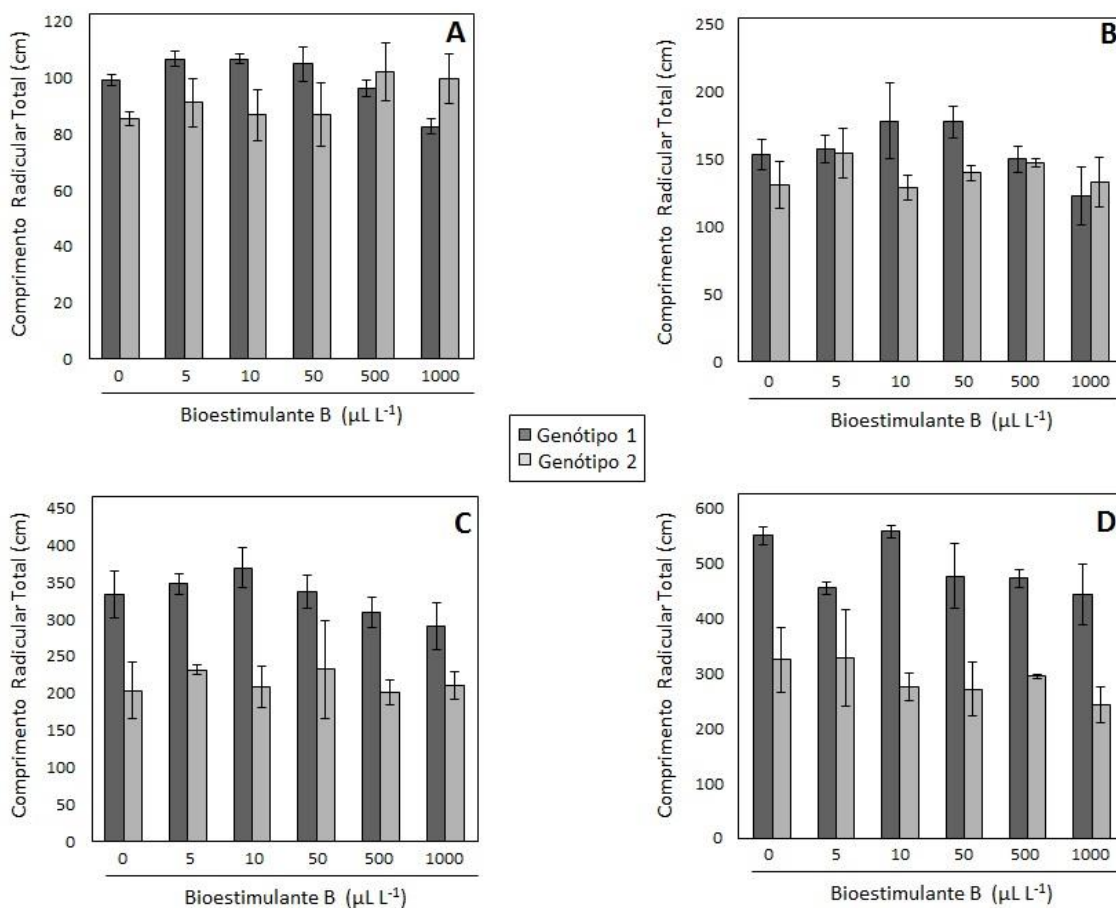 A
Comprimento Radicular Total (cm)
120
100
80
60
40
20
0
0 5 10 50 500 1000
Bioestimulante B (µL L-1)
B
Comprimento Radicular Total (cm)
250
200
150
100
50
0
0 5 10 50 500 1000
Bioestimulante B (µL L-1)
Genótipo 1
Genótipo 2
C
Comprimento Radicular Total (cm)
450
400
350
300
250
200
150
100
50
0
0 5 10 50 500 1000
Bioestimulante B (µL L-1)
D
Comprimento Radicular Total (cm)
600
500
400
300
200
100
0
0 5 10 50 500 1000
Bioestimulante B (µL L-1)